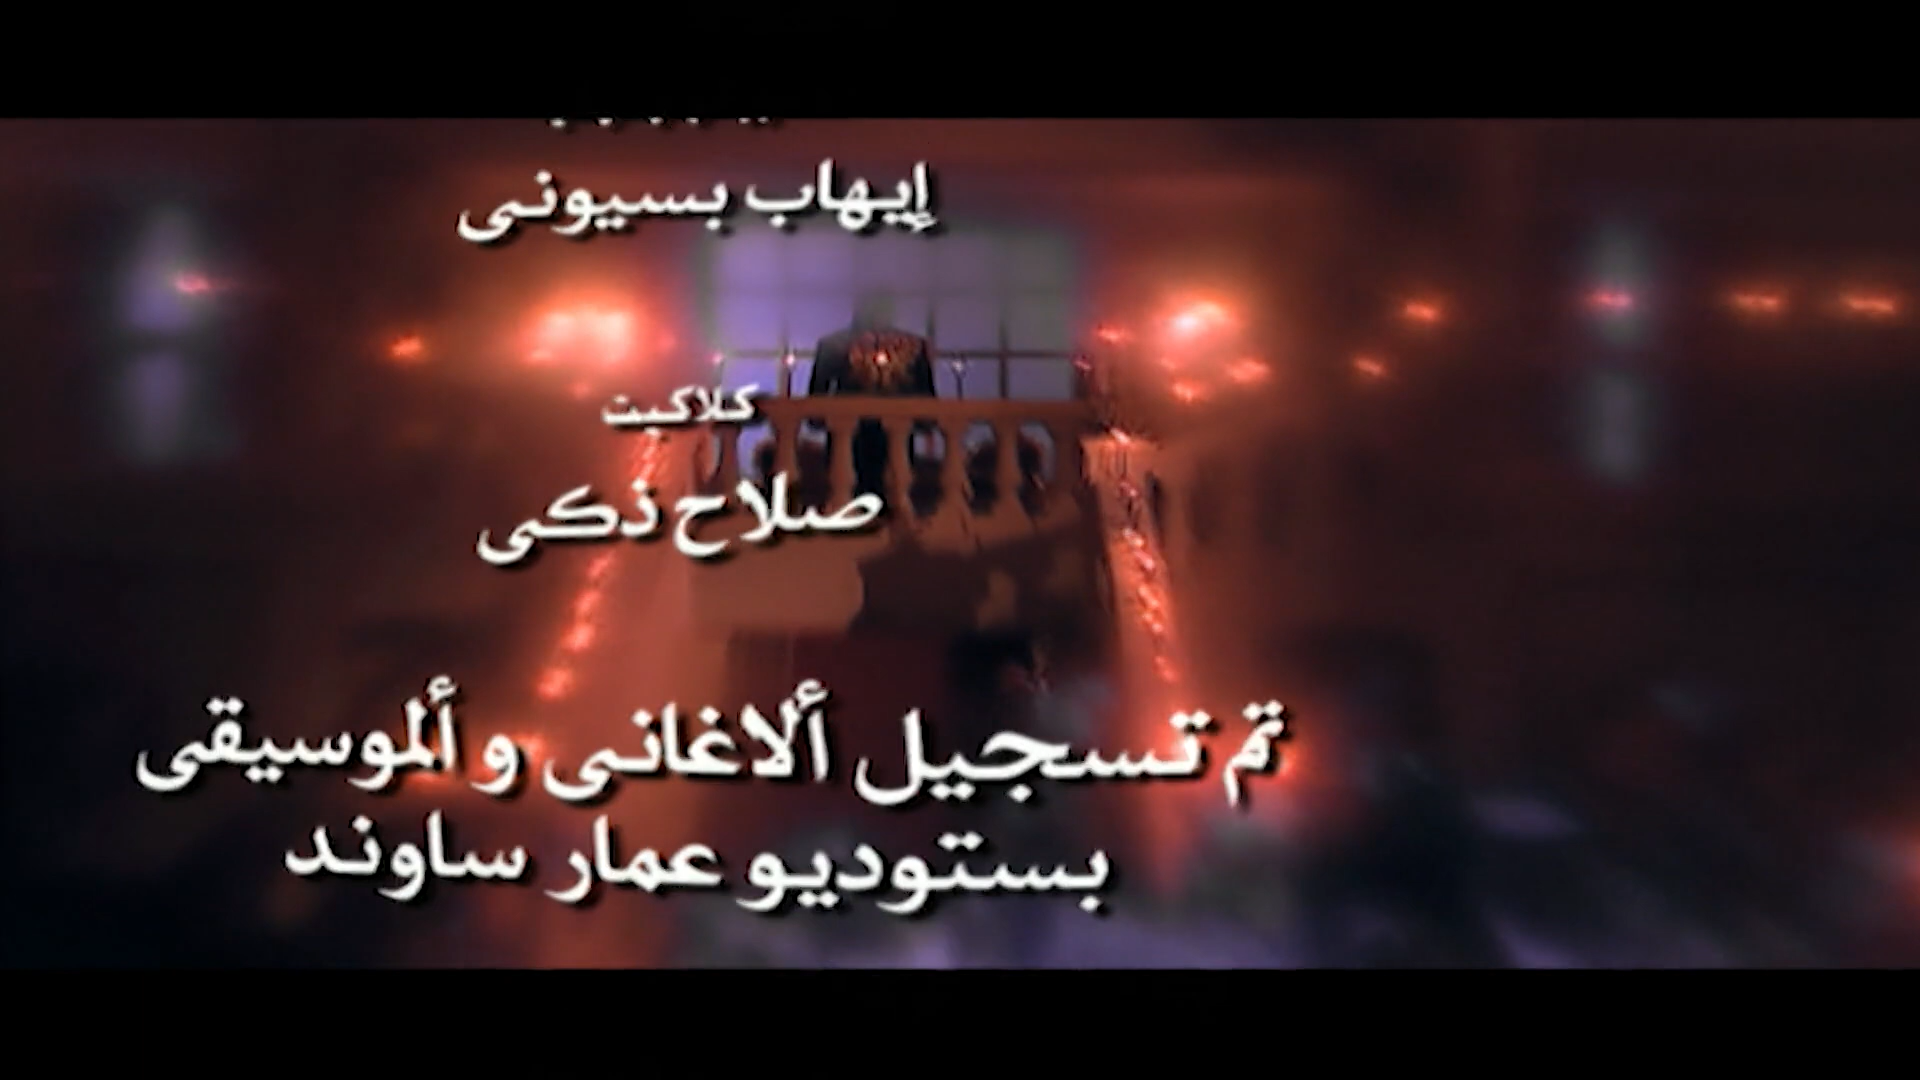 إيهاب بسيونى
كلاكيت
صلاح ذكى
تم تسجيل ألاغانى و ألموسيقى
بستوديو عمار ساوند